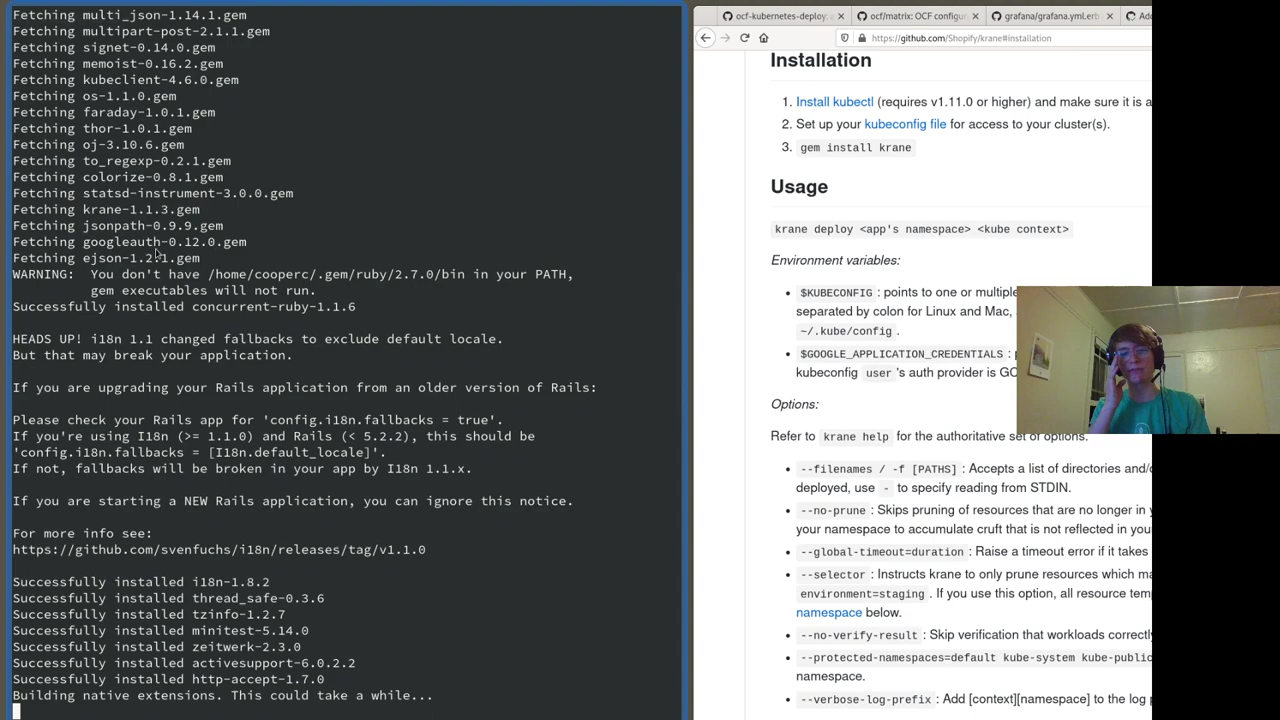 Fetching multi_json-1.14.1.gem
Fetching multipart-post-2.1.1.gem
Fetching signet-0.14.0.gem
Fetching memoist-0.16.2.gem
Fetching kubeclient-4.6.0.gem
Fetching os-1.1.0.gem
Fetching faraday-1.0.1.gem
Fetching thor-1.0.1.gem
Fetching oj-3.10.6.gem
Fetching to_regexp-0.2.1.gem
Fetching colorize-0.8.1.gem
Fetching statsd-instrument-3.0.0.gem
Fetching krane-1.1.3.gem
Fetching jsonpath-0.9.9.gem
Fetching googleauth-0.12.0.gem
Fetching ejson-1.2.1.gem
WARNING:  You don't have /home/cooperc/.gem/ruby/2.7.0/bin in your PATH,
gem executables will not run.
Successfully installed concurrent-ruby-1.1.6
HEADS UP! i18n 1.1 changed fallbacks to exclude default locale.
But that may break your application.
If you are upgrading your Rails application from an older version of Rails:
Please check your Rails app for 'config.i18n.fallbacks = true'.
If you're using I18n (>= 1.1.0) and Rails (< 5.2.2), this should be
'config.i18n.fallbacks = [I18n.default_locale]'.
If not, fallbacks will be broken in your app by I18n 1.1.x.
If you are starting a NEW Rails application, you can ignore this notice.
For more info see:
https://github.com/svenfuchs/i18n/releases/tag/v1.1.0
Successfully installed i18n-1.8.2
Successfully installed thread_safe-0.3.6
Successfully installed tzinfo-1.2.7
Successfully installed minitest-5.14.0
Successfully installed zeitwerk-2.3.0
Successfully installed activesupport-6.0.2.2
Successfully installed http-accept-1.7.0
Building native extensions. This could take a while...
ocf-kubernetes-deploy: a
ocf/matrix: OCF configur
grafana/grafana.yml.erb
Add
https://github.com/Shopify/krane#installation
Installation
1. Install kubectl (requires v1.11.0 or higher) and make sure it is a
2. Set up your kubeconfig file for access to your cluster(s).
3. gem install krane
Usage
krane deploy <app's namespace> <kube context>
Environment variables:
$KUBECONFIG : points to one or multiple
separated by colon for Linux and Mac,
~/.kube/config .
$GOOGLE_APPLICATION_CREDENTIALS :
kubeconfig user 's auth provider is GC
Options:
Refer to krane help for the authoritative set of options.
--filenames / -f [PATHS] : Accepts a list of directories and/
deployed, use - to specify reading from STDIN.
--no-prune : Skips pruning of resources that are no longer in y
your namespace to accumulate cruft that is not reflected in you
--global-timeout=duration : Raise a timeout error if it takes
--selector : Instructs krane to only prune resources which ma
environment=staging . If you use this option, all resource temp
namespace below.
--no-verify-result : Skip verification that workloads correctly
--protected-namespaces=default kube-system kube-public
namespace.
--verbose-log-prefix : Add [context][namespace] to the log p